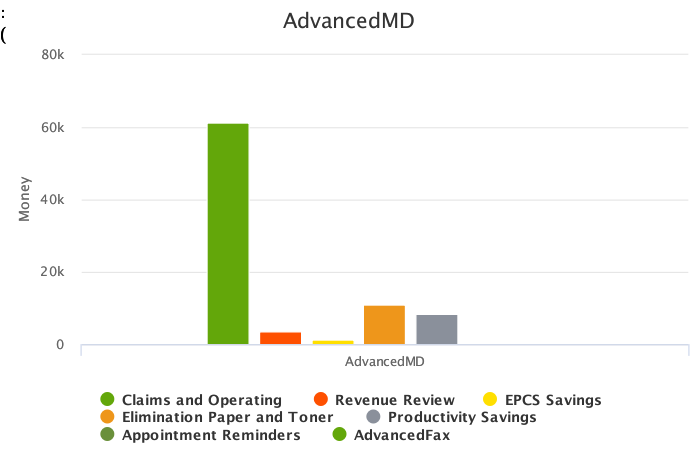 :
(
AdvancedMD
80k
60k
40k
20k
0
Money
AdvancedMD
Claims and Operating
Revenue Review
EPCS Savings
Elimination Paper and Toner
Productivity Savings
Appointment Reminders
AdvancedFax